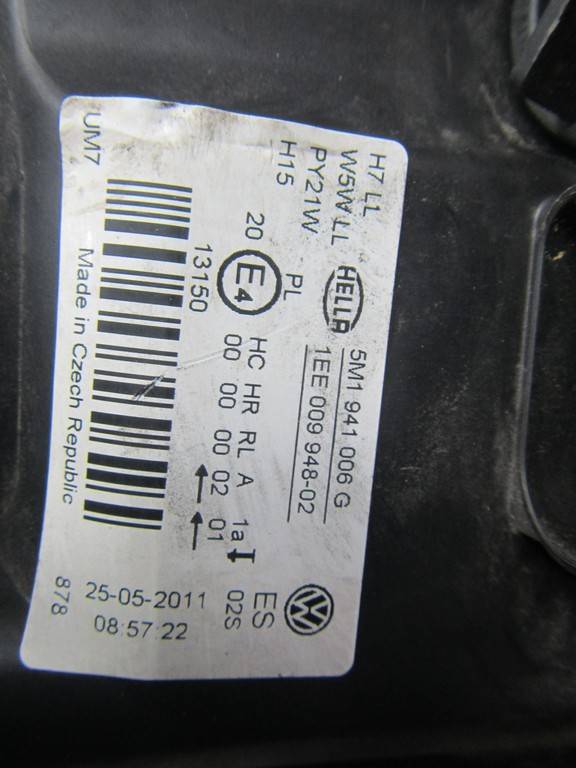 H7 LL
W5W LL
PY21W
H15
HELLA
5M1 941 006 G
1EE 009 948-02
PL
20
E4
HC HR RL A 1a
00 00 00 02 01
ES
02S
13150
25-05-2011
08:57:22
Made in Czech Republic
UM7
878
VW